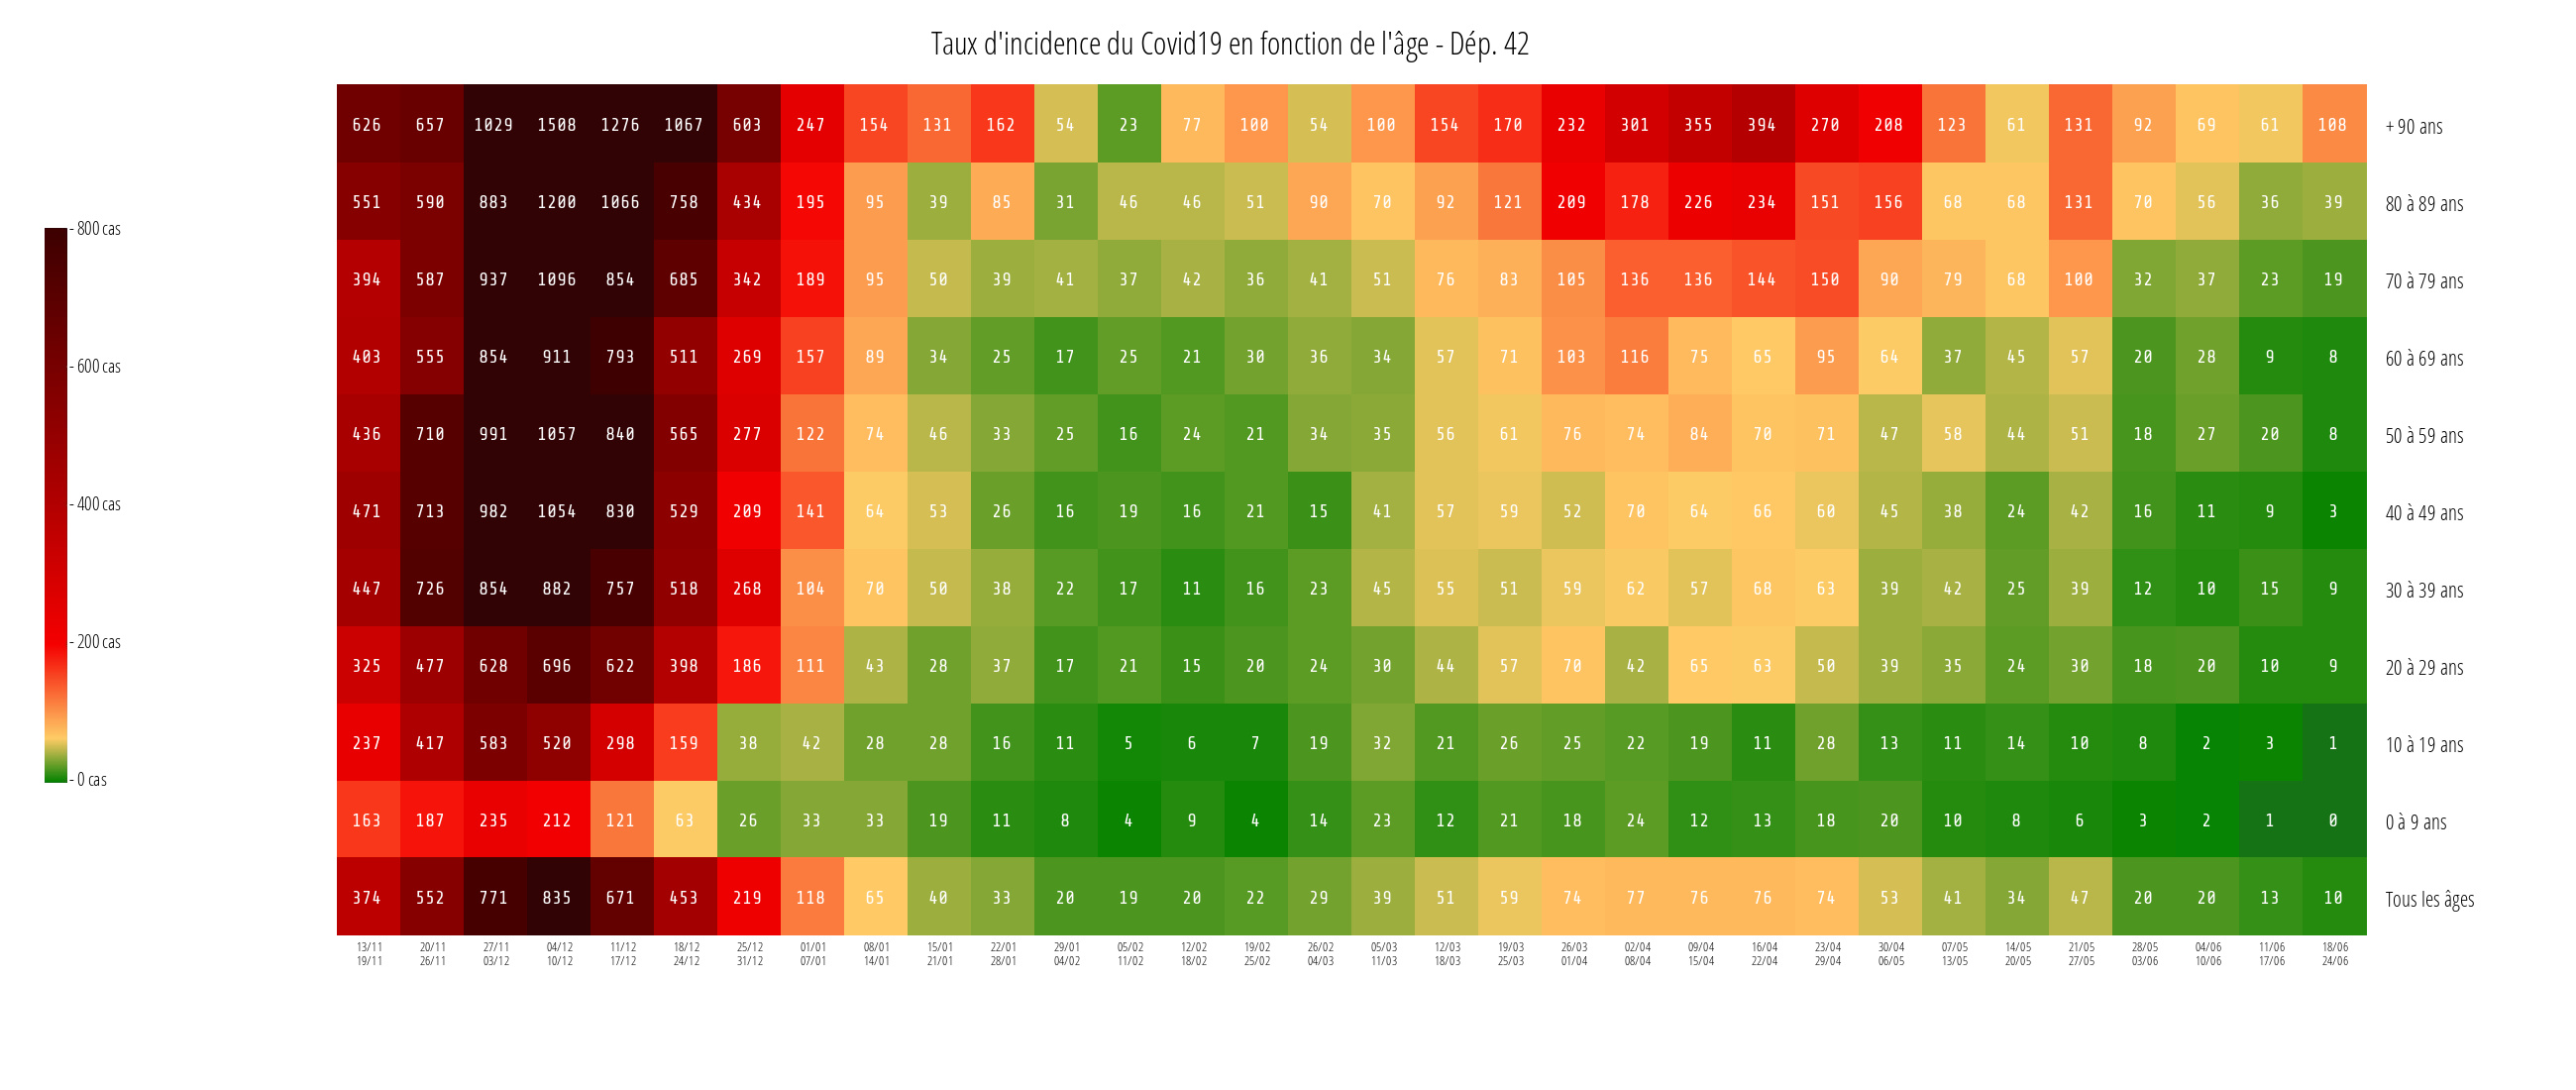 Taux d'incidence du Covid19 en fonction de l'âge - Dép. 42
- 800 cas
- 600 cas
- 400 cas
- 200 cas
- 0 cas
626 657 1029 1508 1276 1067 603 247 154 131 162 54 23 77 100 54 100 154 170 232 301 355 394 270 208 123 61 131 92 69 61 108 + 90 ans
551 590 883 1200 1066 758 434 195 95 39 85 31 46 46 51 90 70 92 121 209 178 226 234 151 156 68 68 131 70 56 36 39 80 à 89 ans
394 587 937 1096 854 685 342 189 95 50 39 41 37 42 36 41 51 76 83 105 136 136 144 150 90 79 68 100 32 37 23 19 70 à 79 ans
403 555 854 911 793 511 269 157 89 34 25 17 25 21 30 36 34 57 71 103 116 75 65 95 64 37 45 57 20 28 9 8 60 à 69 ans
436 710 991 1057 840 565 277 122 74 46 33 25 16 24 21 34 35 56 61 76 74 84 70 71 47 58 44 51 18 27 20 8 50 à 59 ans
471 713 982 1054 830 529 209 141 64 53 26 16 19 16 21 15 41 57 59 52 70 64 66 60 45 38 24 42 16 11 9 3 40 à 49 ans
447 726 854 882 757 518 268 104 70 50 38 22 17 11 16 23 45 55 51 59 62 57 68 63 39 42 25 39 12 10 15 9 30 à 39 ans
325 477 628 696 622 398 186 111 43 28 37 17 21 15 20 24 30 44 57 70 42 65 63 50 39 35 24 30 18 20 10 9 20 à 29 ans
237 417 583 520 298 159 38 42 28 28 16 11 5 6 7 19 32 21 26 25 22 19 11 28 13 11 14 10 8 2 3 1 10 à 19 ans
163 187 235 212 121 63 26 33 33 19 11 8 4 9 4 14 23 12 21 18 24 12 13 18 20 10 8 6 3 2 1 0 0 à 9 ans
374 552 771 835 671 453 219 118 65 40 33 20 19 20 22 29 39 51 59 74 77 76 76 74 53 41 34 47 20 20 13 10 Tous les âges
13/11 20/11 27/11 04/12 11/12 18/12 25/12 01/01 08/01 15/01 22/01 29/01 05/02 12/02 19/02 26/02 05/03 12/03 19/03 26/03 02/04 09/04 16/04 23/04 30/04 07/05 14/05 21/05 28/05 04/06 11/06 18/06
19/11 26/11 03/12 10/12 17/12 24/12 31/12 07/01 14/01 21/01 28/01 04/02 11/02 18/02 25/02 04/03 11/03 18/03 25/03 01/04 08/04 15/04 22/04 29/04 06/05 13/05 20/05 27/05 03/06 10/06 17/06 24/06